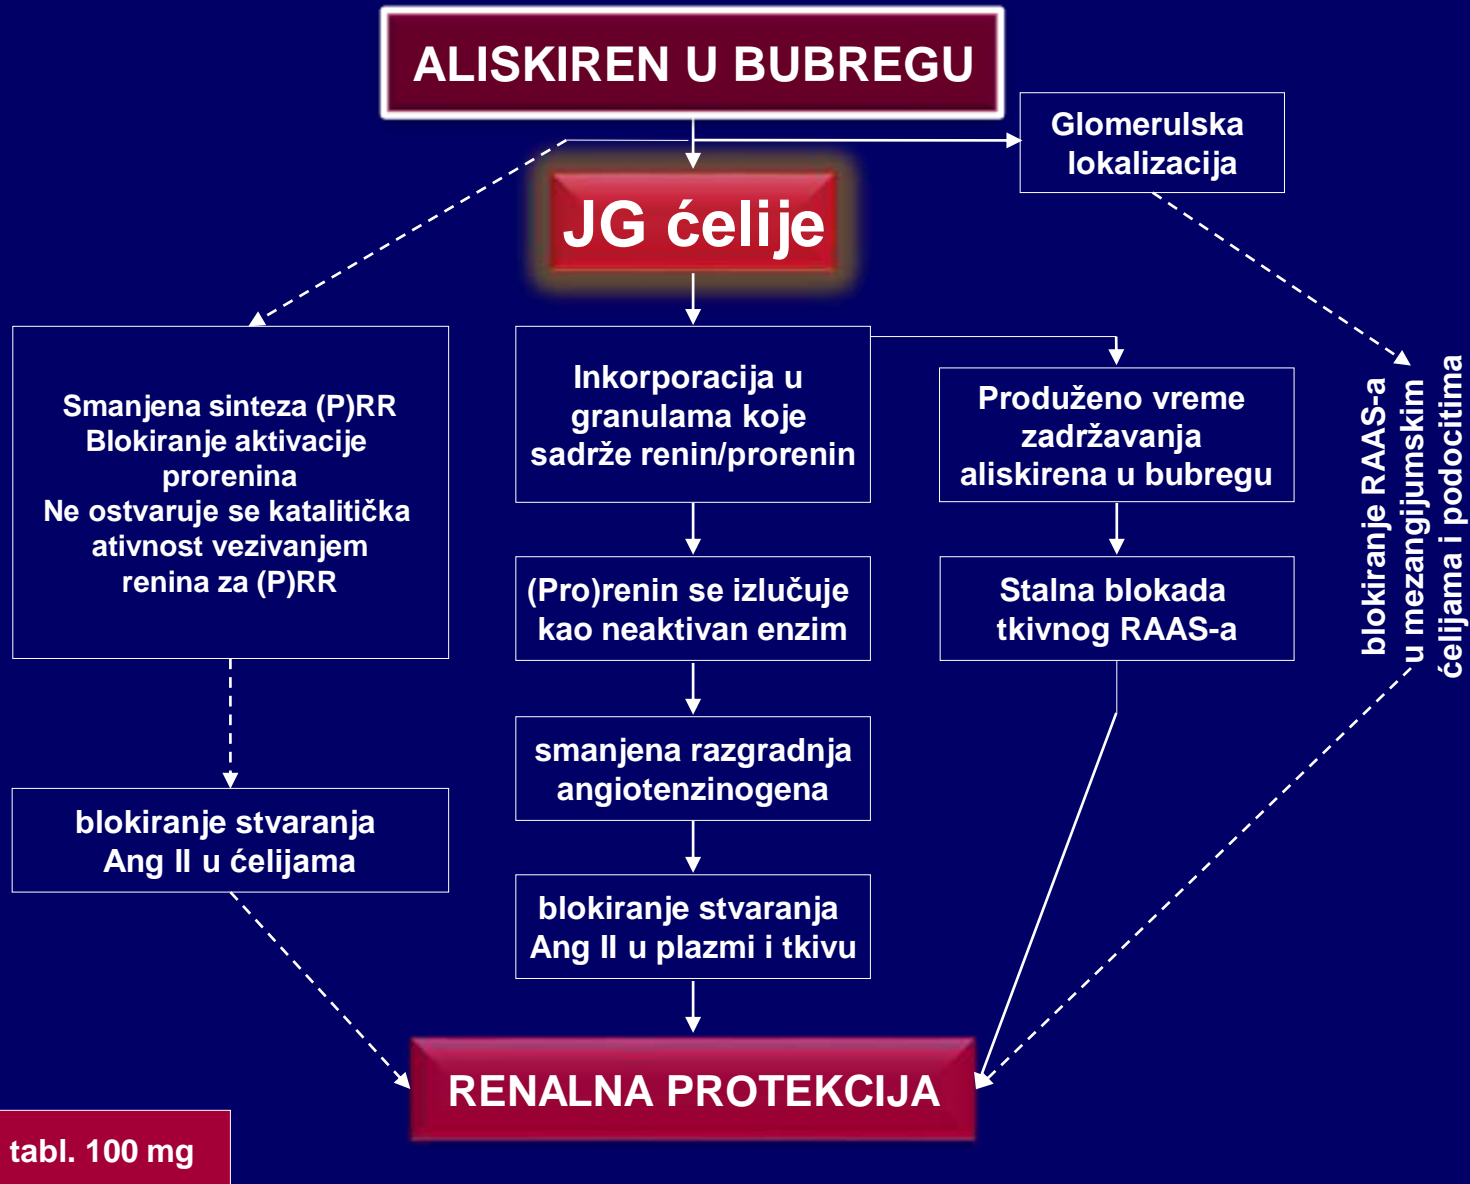 ALISKIREN U BUBREGU
Glomerulska
lokalizacija
JG ćelije
Smanjena sinteza (P)RR
Blokiranje aktivacije
prorenina
Ne ostvaruje se katalitička
ativnost vezivanjem
renina za (P)RR
Inkorporacija u
granulama koje
sadrže renin/prorenin
Produženo vreme
zadržavanja
aliskirena u bubregu
blokiranje RAAS-a
u mezangijumskim
ćelijama i podocitima
(Pro)renin se izlučuje
kao neaktivan enzim
Stalna blokada
tkivnog RAAS-a
smanjena razgradnja
angiotenzinogena
blokiranje stvaranja
Ang II u ćelijama
blokiranje stvaranja
Ang II u plazmi i tkivu
RENALNA PROTEKCIJA
tabl. 100 mg